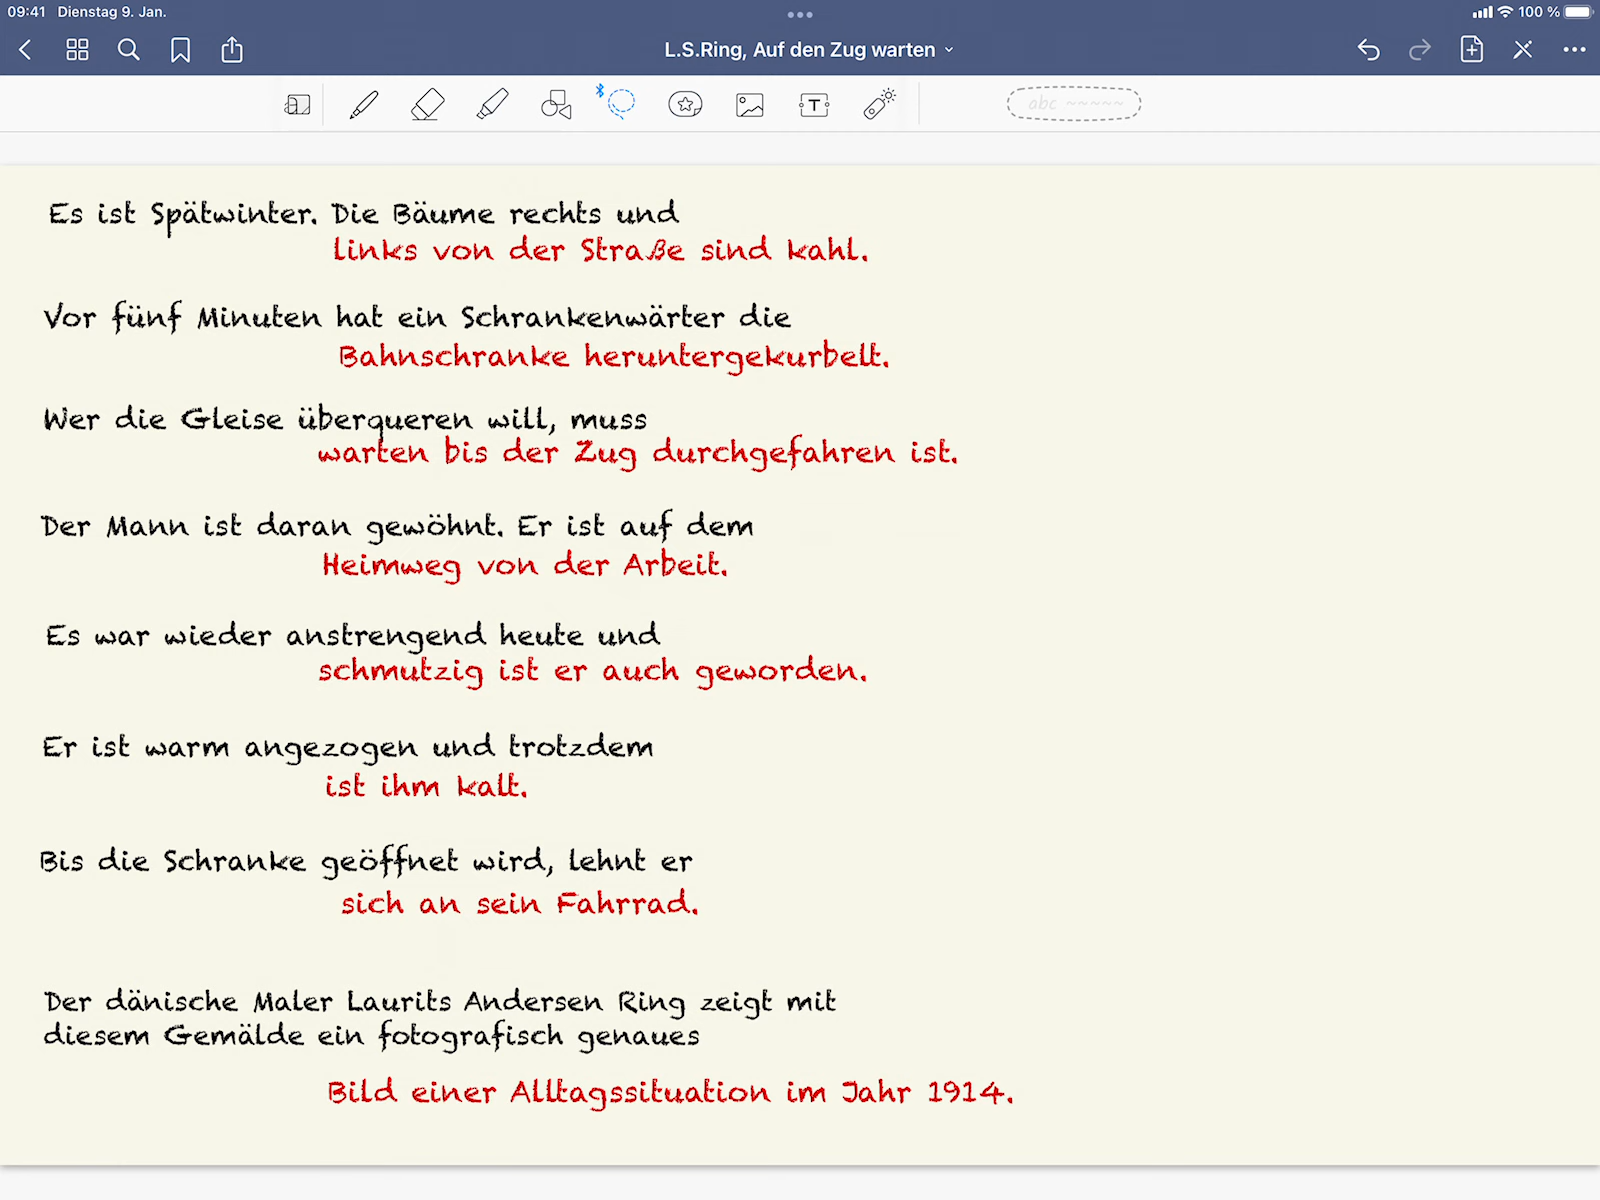 09:41 Dienstag 9. Jan.
100 %
L.S.Ring, Auf den Zug warten
a
T
abc
Es ist Spätwinter. Die Bäume rechts und
links von der Straße sind kahl.
Vor fünf Minuten hat ein Schrankenwärter die
Bahnschranke heruntergekurbelt.
Wer die Gleise überqueren will, muss
warten bis der Zug durchgefahren ist.
Der Mann ist daran gewöhnt. Er ist auf dem
Heimweg von der Arbeit.
Es war wieder anstrengend heute und
schmutzig ist er auch geworden.
Er ist warm angezogen und trotzdem
ist ihm kalt.
Bis die Schranke geöffnet wird, lehnt er
sich an sein Fahrrad.
Der dänische Maler Laurits Andersen Ring zeigt mit
diesem Gemälde ein fotografisch genaues
Bild einer Alltagssituation im Jahr 1914.